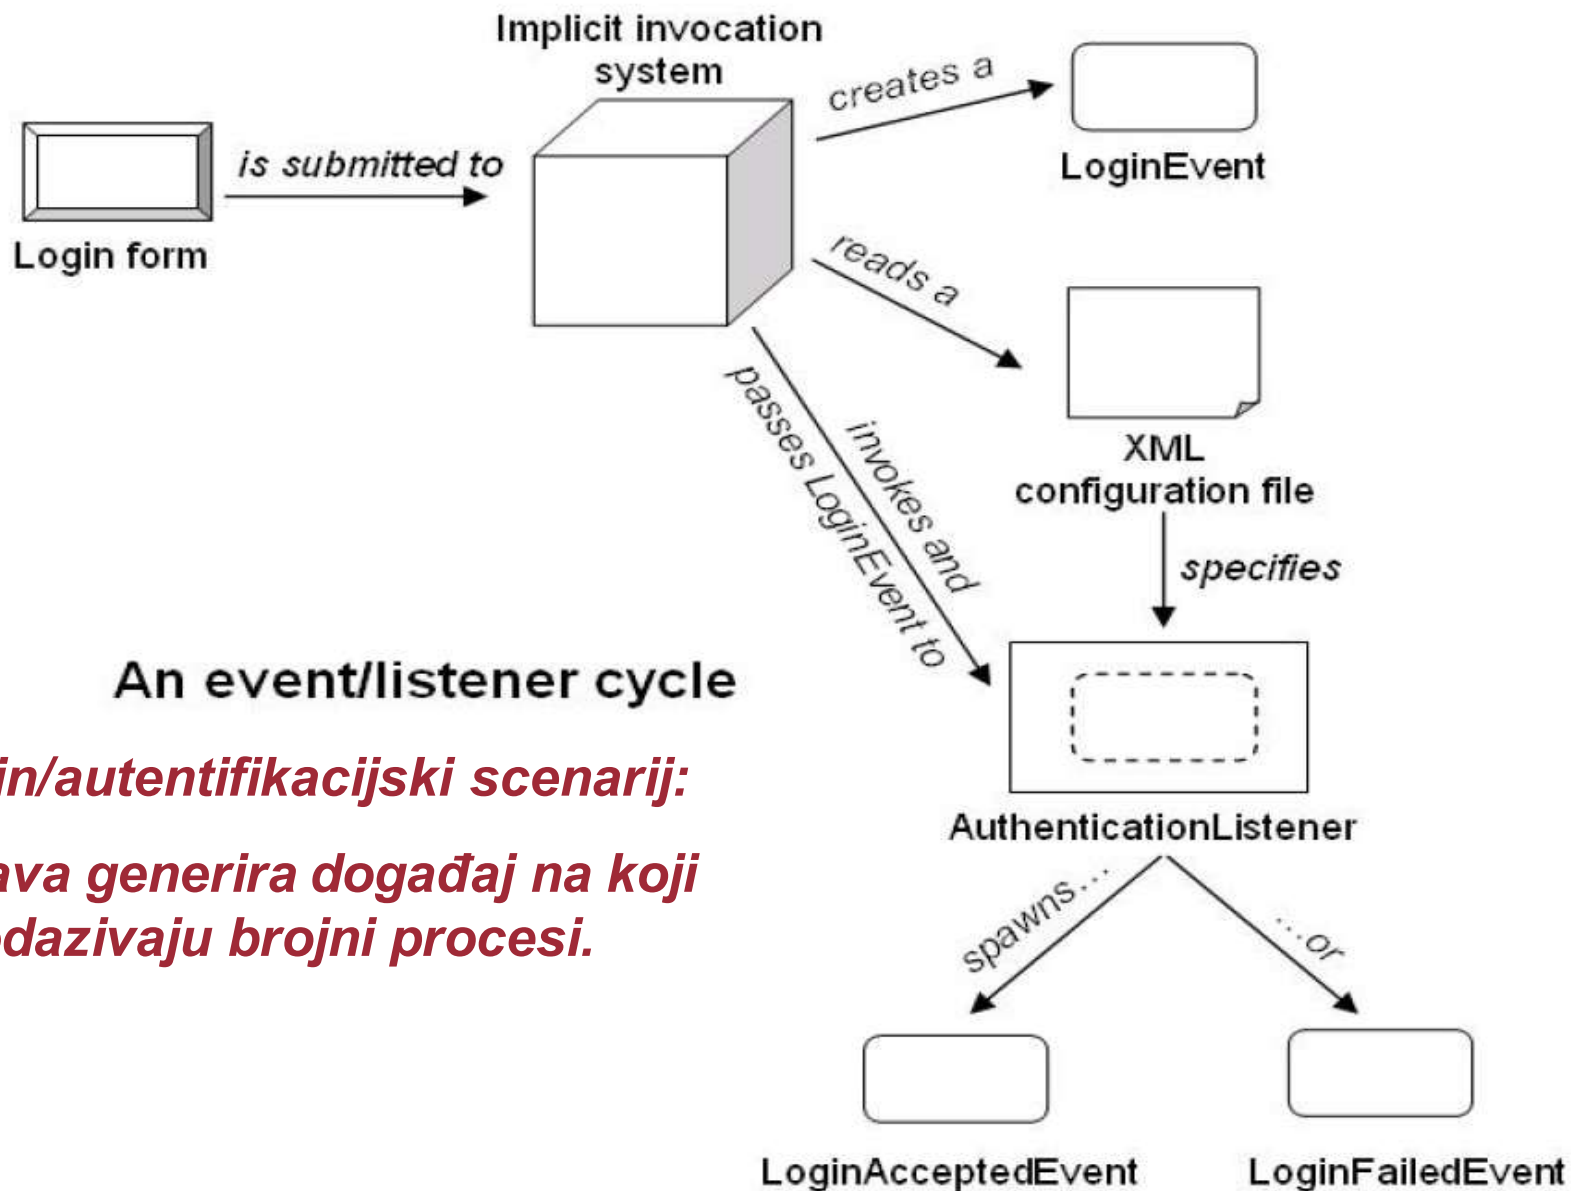 Implicit invocation
system
creates a
LoginEvent
is submitted to
Login form
reads a
XML
configuration file
invokes and
passes LoginEvent to
specifies
An event/listener cycle
in/autentifikacijski scenarij:
AuthenticationListener
ava generira događaj na koji
dazivaju brojni procesi.
spawns...
...or
LoginAcceptedEvent
LoginFailedEvent